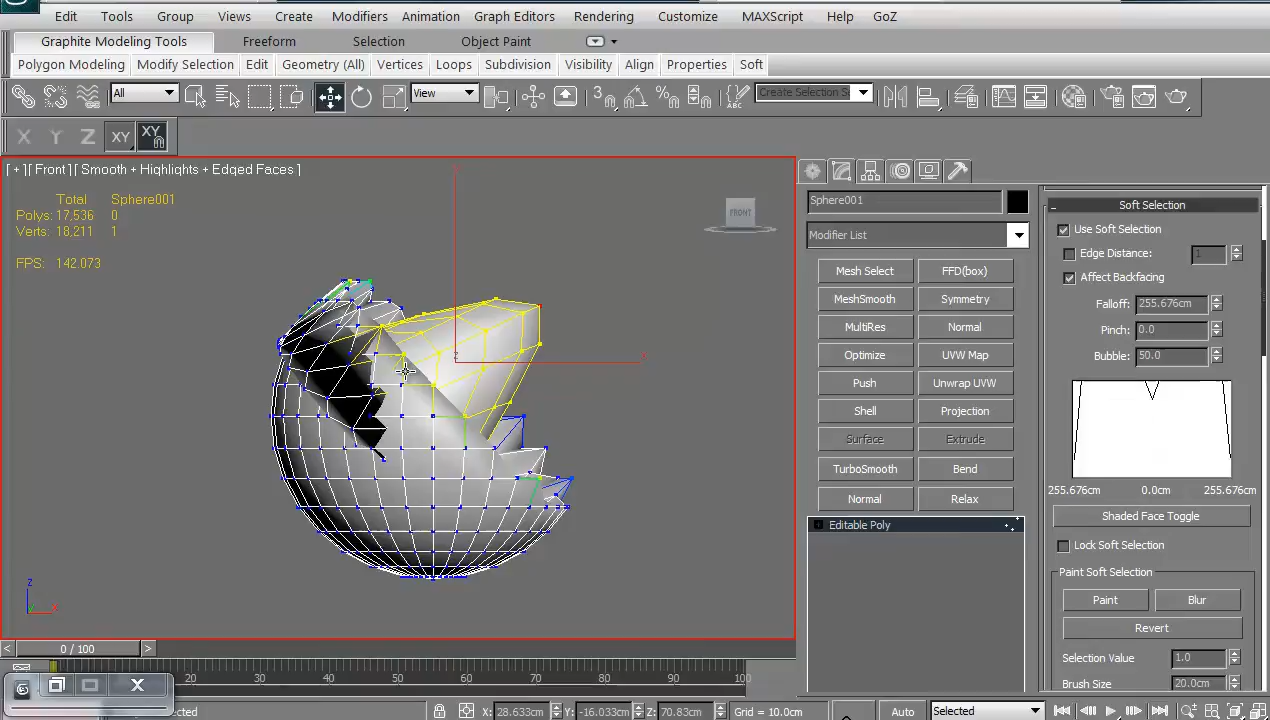 Edit Tools Group Views Create Modifiers Animation Graph Editors Rendering Customize MAXScript Help GoZ
Graphite Modeling Tools Freeform Selection Object Paint
Polygon Modeling Modify Selection Edit Geometry (All) Vertices Loops Subdivision Visibility Align Properties Soft
All View Create Selection S
X Y Z XY XY
[ + ][ Front ][ Smooth + Highlights + Edged Faces ]
Total Sphere001
Polys: 17,536 0
Verts: 18,211 1
FPS: 142.073
FRONT
Sphere001
Modifier List
Mesh Select FFD(box)
MeshSmooth Symmetry
MultiRes Normal
Optimize UVW Map
Push Unwrap UVW
Shell Projection
Surface Extrude
TurboSmooth Bend
Normal Relax
Editable Poly
Soft Selection
Use Soft Selection
Edge Distance: 1
Affect Backfacing
Falloff: 255.676cm
Pinch: 0.0
Bubble: 50.0
255.676cm 0.0cm 255.676cm
Shaded Face Toggle
Lock Soft Selection
Paint Soft Selection
Paint Blur
Revert
Selection Value 1.0
Brush Size 20.0cm
z
x
< 0 / 100 >
20 30 40 50 60 70 80 90 100
X: 28.633cm Y: -16.033cm Z: 70.83cm Grid = 10.0cm Auto Selected